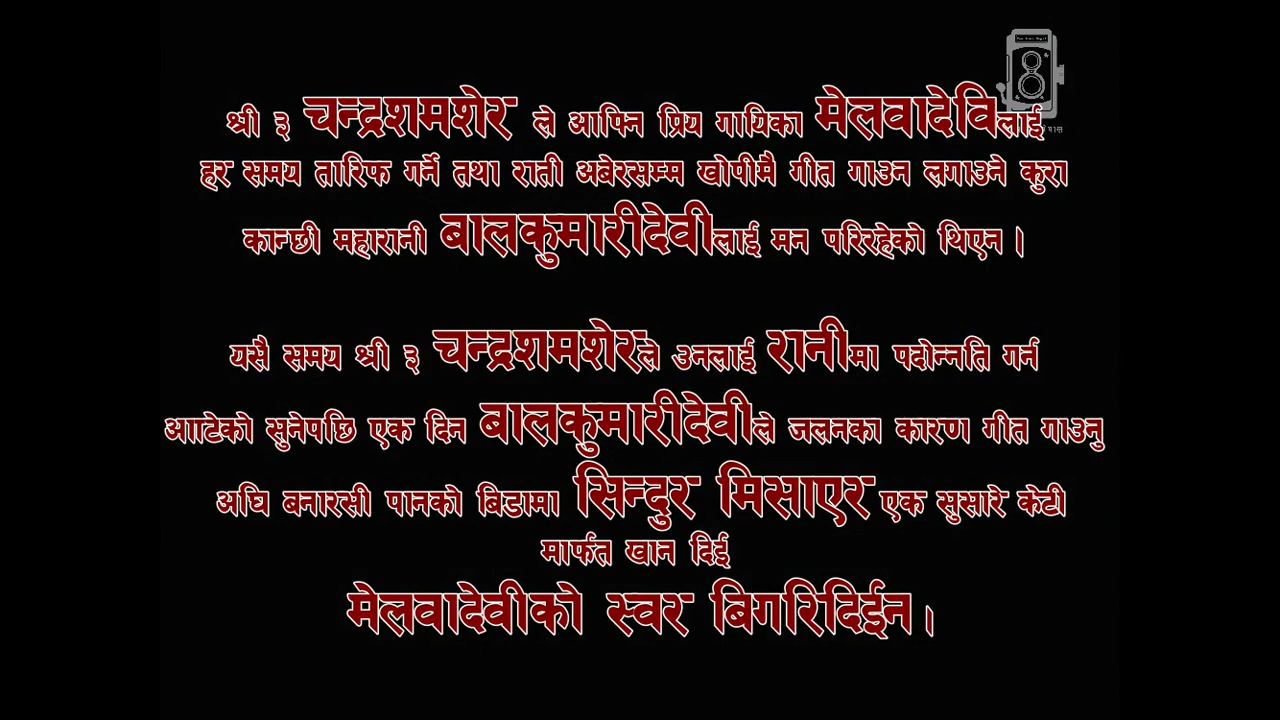 श्री ३ चन्द्रशमशेर ले आफ्नि प्रिय गायिका मेलवादेविलाई
हर समय तारिफ गर्ने तथा राती अबेरसम्म खोपीमै गीत गाउन लगाउने कुरा
कान्छी महारानी बालकुमारीदेवीलाई मन परिरहेको थिएन ।
यसै समय श्री ३ चन्द्रशमशेरले उनलाई रानीमा पदोन्नति गर्न
आाटेको सुनेपछि एक दिन बालकुमारीदेवीले जलनका कारण गीत गाउनु
अघि बनारसी पानको बिडामा सिन्दुर मिसाएर एक सुसारे केटी
मार्फत खान दिई
मेलवादेवीको स्वर बिगरिदिईन ।